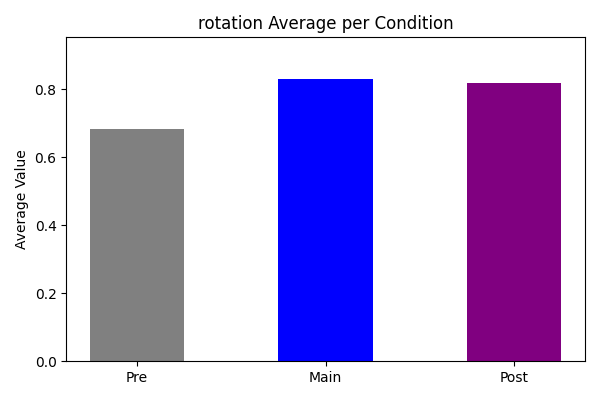 rotation Average per Condition
Average Value
0.8
0.6
0.4
0.2
0.0
Pre
Main
Post